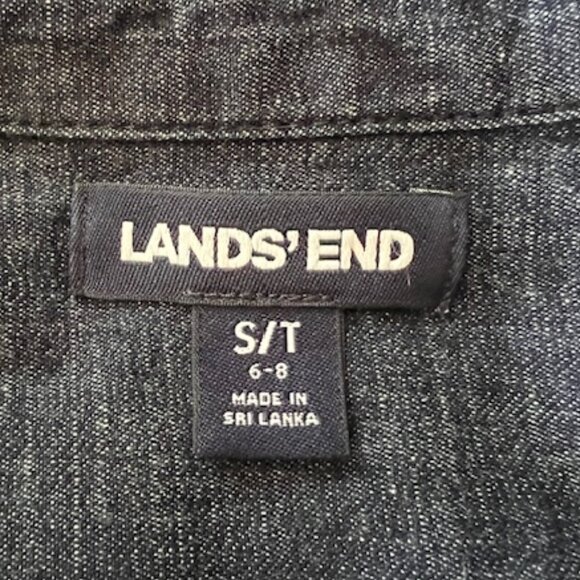 LANDS' END
S/T
6-8
MADE IN
SRI LANKA